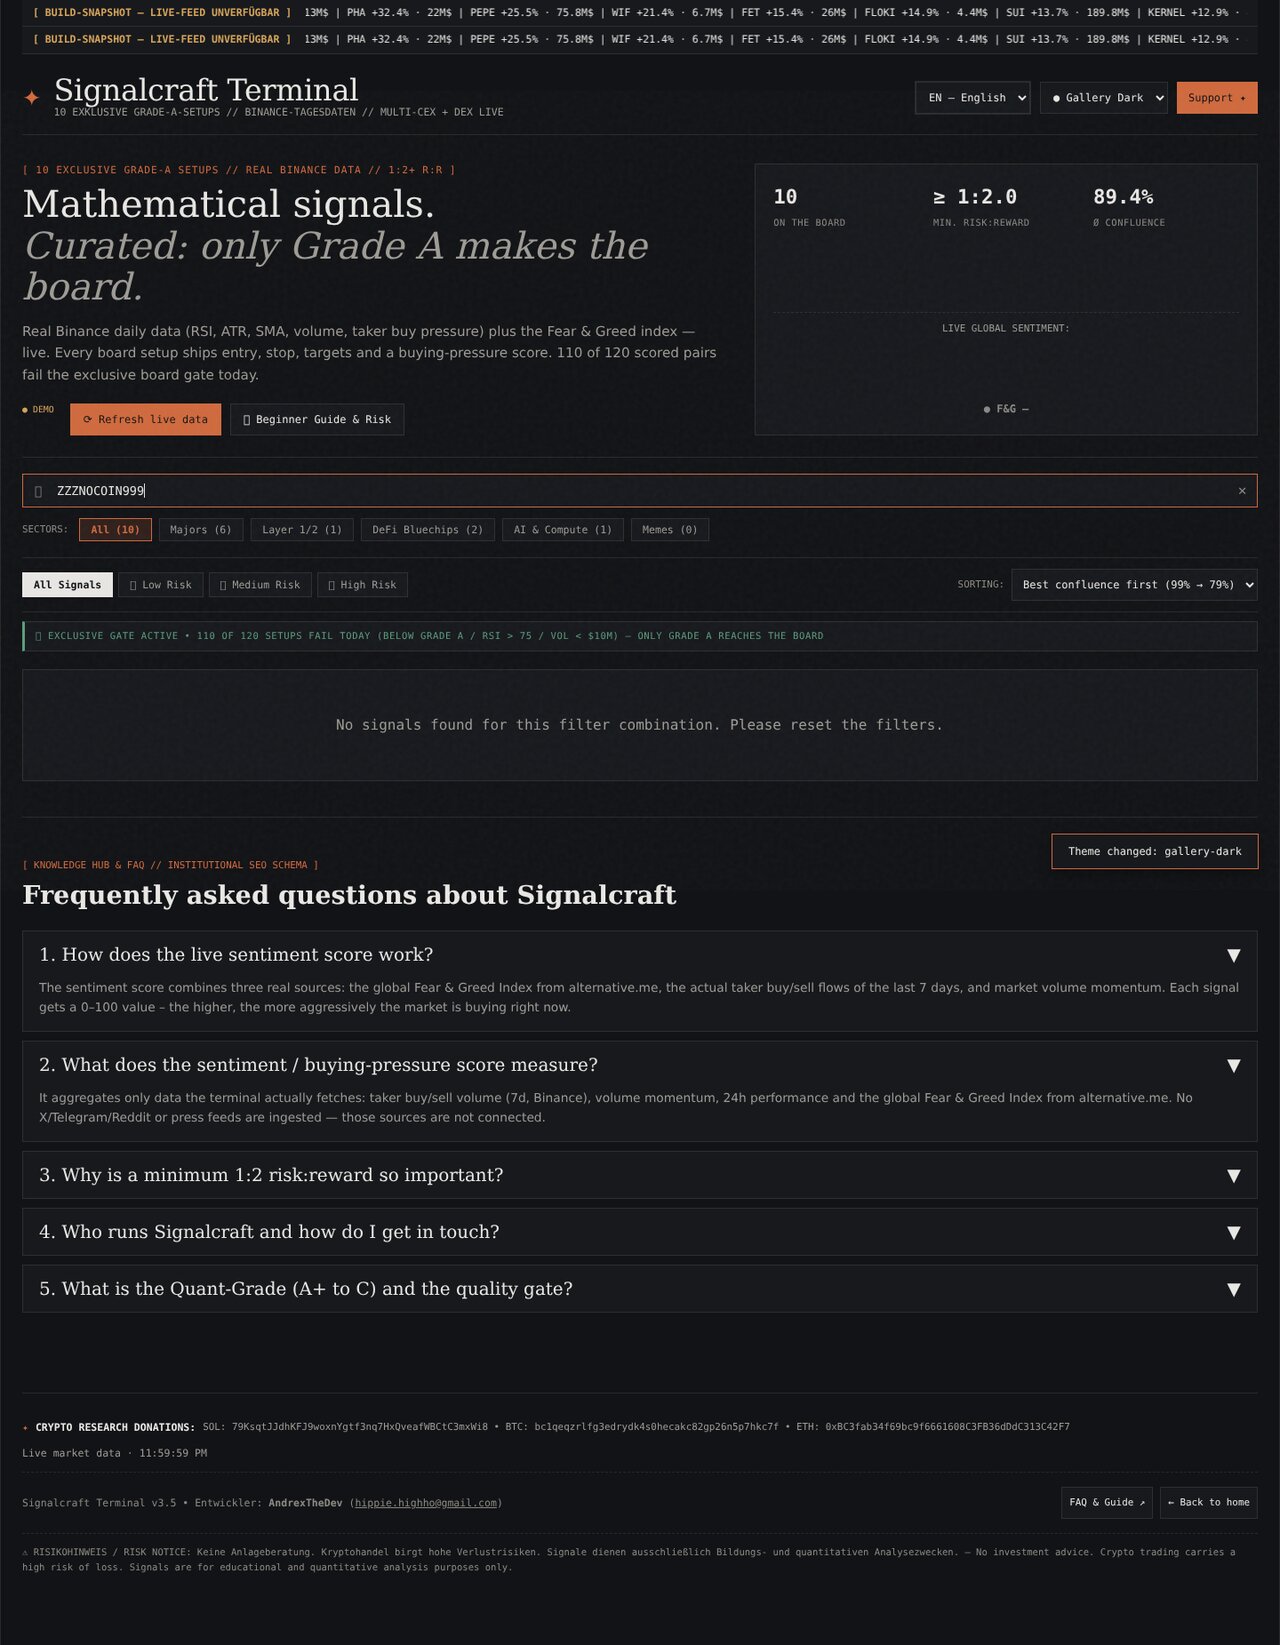 [ BUILD-SNAPSHOT — LIVE-FEED UNVERFÜGBAR ] 13M$ | PHA +32.4% · 22M$ | PEPE +25.5% · 75.8M$ | WIF +21.4% · 6.7M$ | FET +15.4% · 26M$ | FLOKI +14.9% · 4.4M$ | SUI +13.7% · 189.8M$ | KERNEL +12.9% ·
[ BUILD-SNAPSHOT — LIVE-FEED UNVERFÜGBAR ] 13M$ | PHA +32.4% · 22M$ | PEPE +25.5% · 75.8M$ | WIF +21.4% · 6.7M$ | FET +15.4% · 26M$ | FLOKI +14.9% · 4.4M$ | SUI +13.7% · 189.8M$ | KERNEL +12.9% ·
✦ Signalcraft Terminal
10 EXKLUSIVE GRADE-A-SETUPS // BINANCE-TAGESDATEN // MULTI-CEX + DEX LIVE
EN — English
● Gallery Dark
Support ✦
[ 10 EXCLUSIVE GRADE-A SETUPS // REAL BINANCE DATA // 1:2+ R:R ]
Mathematical signals.
Curated: only Grade A makes the
board.
Real Binance daily data (RSI, ATR, SMA, volume, taker buy pressure) plus the Fear & Greed index —
live. Every board setup ships entry, stop, targets and a buying-pressure score. 110 of 120 scored pairs
fail the exclusive board gate today.
● DEMO
⟳ Refresh live data
Beginner Guide & Risk
10
ON THE BOARD
≥ 1:2.0
MIN. RISK:REWARD
89.4%
Ø CONFLUENCE
LIVE GLOBAL SENTIMENT:
● F&G —
ZZZNOCOIN999
×
SECTORS: All (10) Majors (6) Layer 1/2 (1) DeFi Bluechips (2) AI & Compute (1) Memes (0)
All Signals Low Risk Medium Risk High Risk
SORTING: Best confluence first (99% → 79%)
EXCLUSIVE GATE ACTIVE • 110 OF 120 SETUPS FAIL TODAY (BELOW GRADE A / RSI > 75 / VOL < $10M) — ONLY GRADE A REACHES THE BOARD
No signals found for this filter combination. Please reset the filters.
Theme changed: gallery-dark
[ KNOWLEDGE HUB & FAQ // INSTITUTIONAL SEO SCHEMA ]
Frequently asked questions about Signalcraft
1. How does the live sentiment score work? ▼
The sentiment score combines three real sources: the global Fear & Greed Index from alternative.me, the actual taker buy/sell flows of the last 7 days, and market volume momentum. Each signal
gets a 0–100 value – the higher, the more aggressively the market is buying right now.
2. What does the sentiment / buying-pressure score measure? ▼
It aggregates only data the terminal actually fetches: taker buy/sell volume (7d, Binance), volume momentum, 24h performance and the global Fear & Greed Index from alternative.me. No
X/Telegram/Reddit or press feeds are ingested — those sources are not connected.
3. Why is a minimum 1:2 risk:reward so important? ▼
4. Who runs Signalcraft and how do I get in touch? ▼
5. What is the Quant-Grade (A+ to C) and the quality gate? ▼
✦ CRYPTO RESEARCH DONATIONS: SOL: 79KsqtJJdhKFJ9woxnYgtf3nq7HxQveafWBCtC3mxWi8 • BTC: bc1qeqzrlfg3edrydk4s0hecakc82gp26n5p7hkc7f • ETH: 0xBC3fab34f69bc9f6661608C3FB36dDdC313C42F7
Live market data · 11:59:59 PM
Signalcraft Terminal v3.5 • Entwickler: AndrexTheDev (hippie.highho@gmail.com)
FAQ & Guide ↗
← Back to home
⚠ RISIKOHINWEIS / RISK NOTICE: Keine Anlageberatung. Kryptohandel birgt hohe Verlustrisiken. Signale dienen ausschließlich Bildungs- und quantitativen Analysezwecken. — No investment advice. Crypto trading carries a
high risk of loss. Signals are for educational and quantitative analysis purposes only.